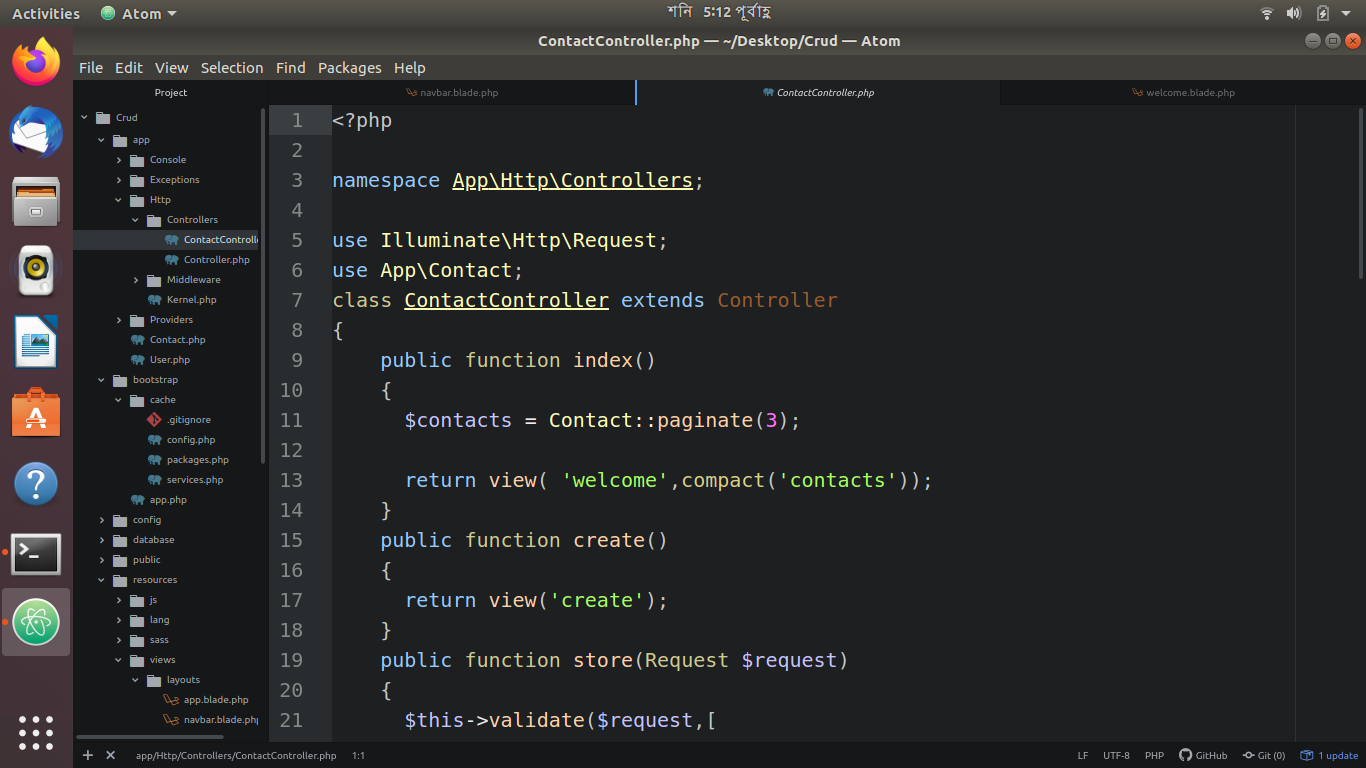 Activities Atom শনি 5:12 পূর্বাহ্ণ
ContactController.php — ~/Desktop/Crud — Atom
File Edit View Selection Find Packages Help
Project
navbar.blade.php ContactController.php welcome.blade.php
Crud
app
Console
Exceptions
Http
Controllers
ContactControlle
Controller.php
Middleware
Kernel.php
Providers
Contact.php
User.php
bootstrap
cache
.gitignore
config.php
packages.php
services.php
app.php
config
database
public
resources
js
lang
sass
views
layouts
app.blade.php
navbar.blade.php
1 <?php
2
3 namespace App\Http\Controllers;
4
5 use Illuminate\Http\Request;
6 use App\Contact;
7 class ContactController extends Controller
8 {
9 public function index()
10 {
11 $contacts = Contact::paginate(3);
12
13 return view( 'welcome',compact('contacts'));
14 }
15 public function create()
16 {
17 return view('create');
18 }
19 public function store(Request $request)
20 {
21 $this->validate($request,[
app/Http/Controllers/ContactController.php 1:1 LF UTF-8 PHP GitHub Git (0) 1 update